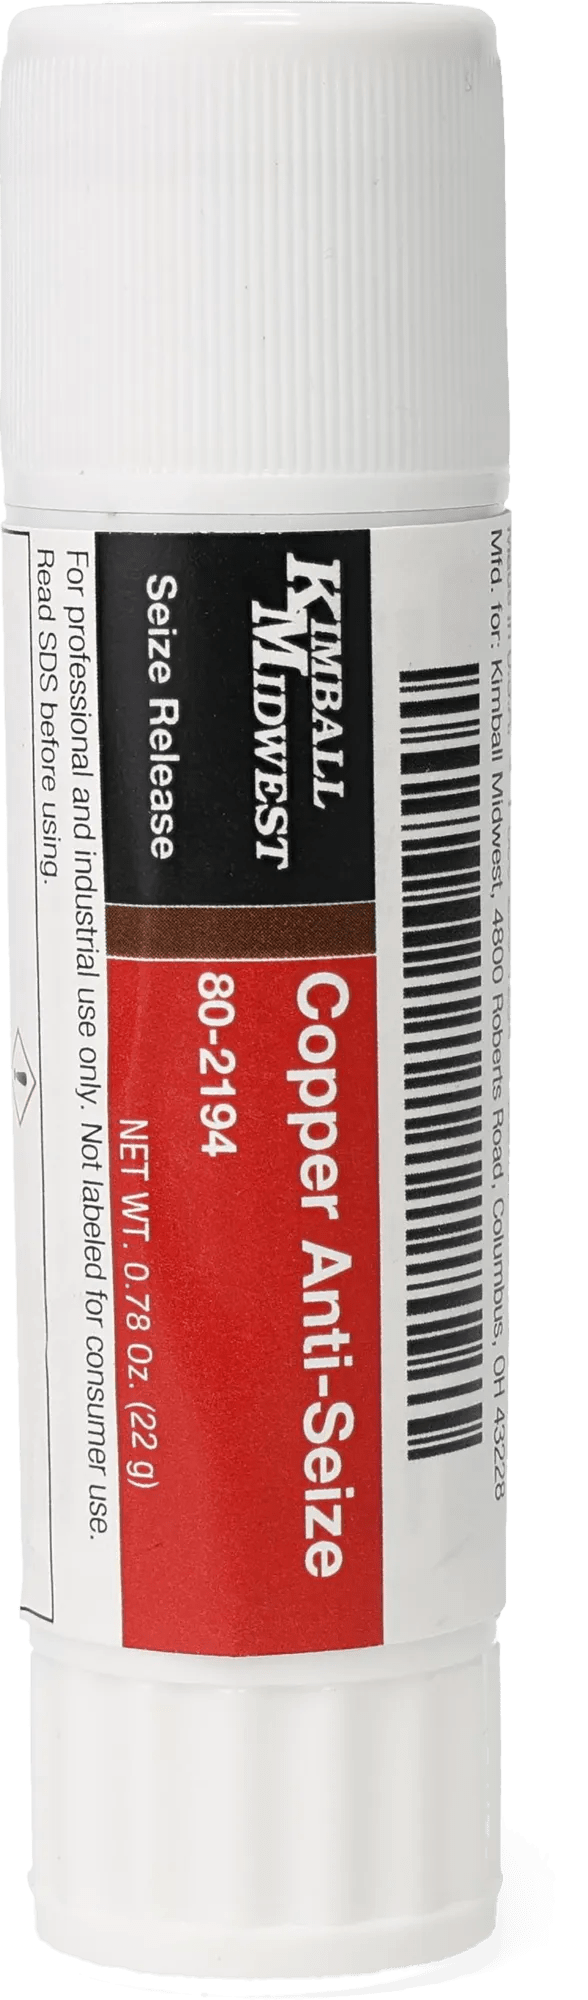 Mfd. for: Kimball Midwest, 4800 Roberts Road, Columbus, OH 43228
KIMBALL
MIDWEST
Seize Release
Copper Anti-Seize
80-2194
NET WT. 0.78 Oz. (22 g)
For professional and industrial use only. Not labeled for consumer use.
Read SDS before using.